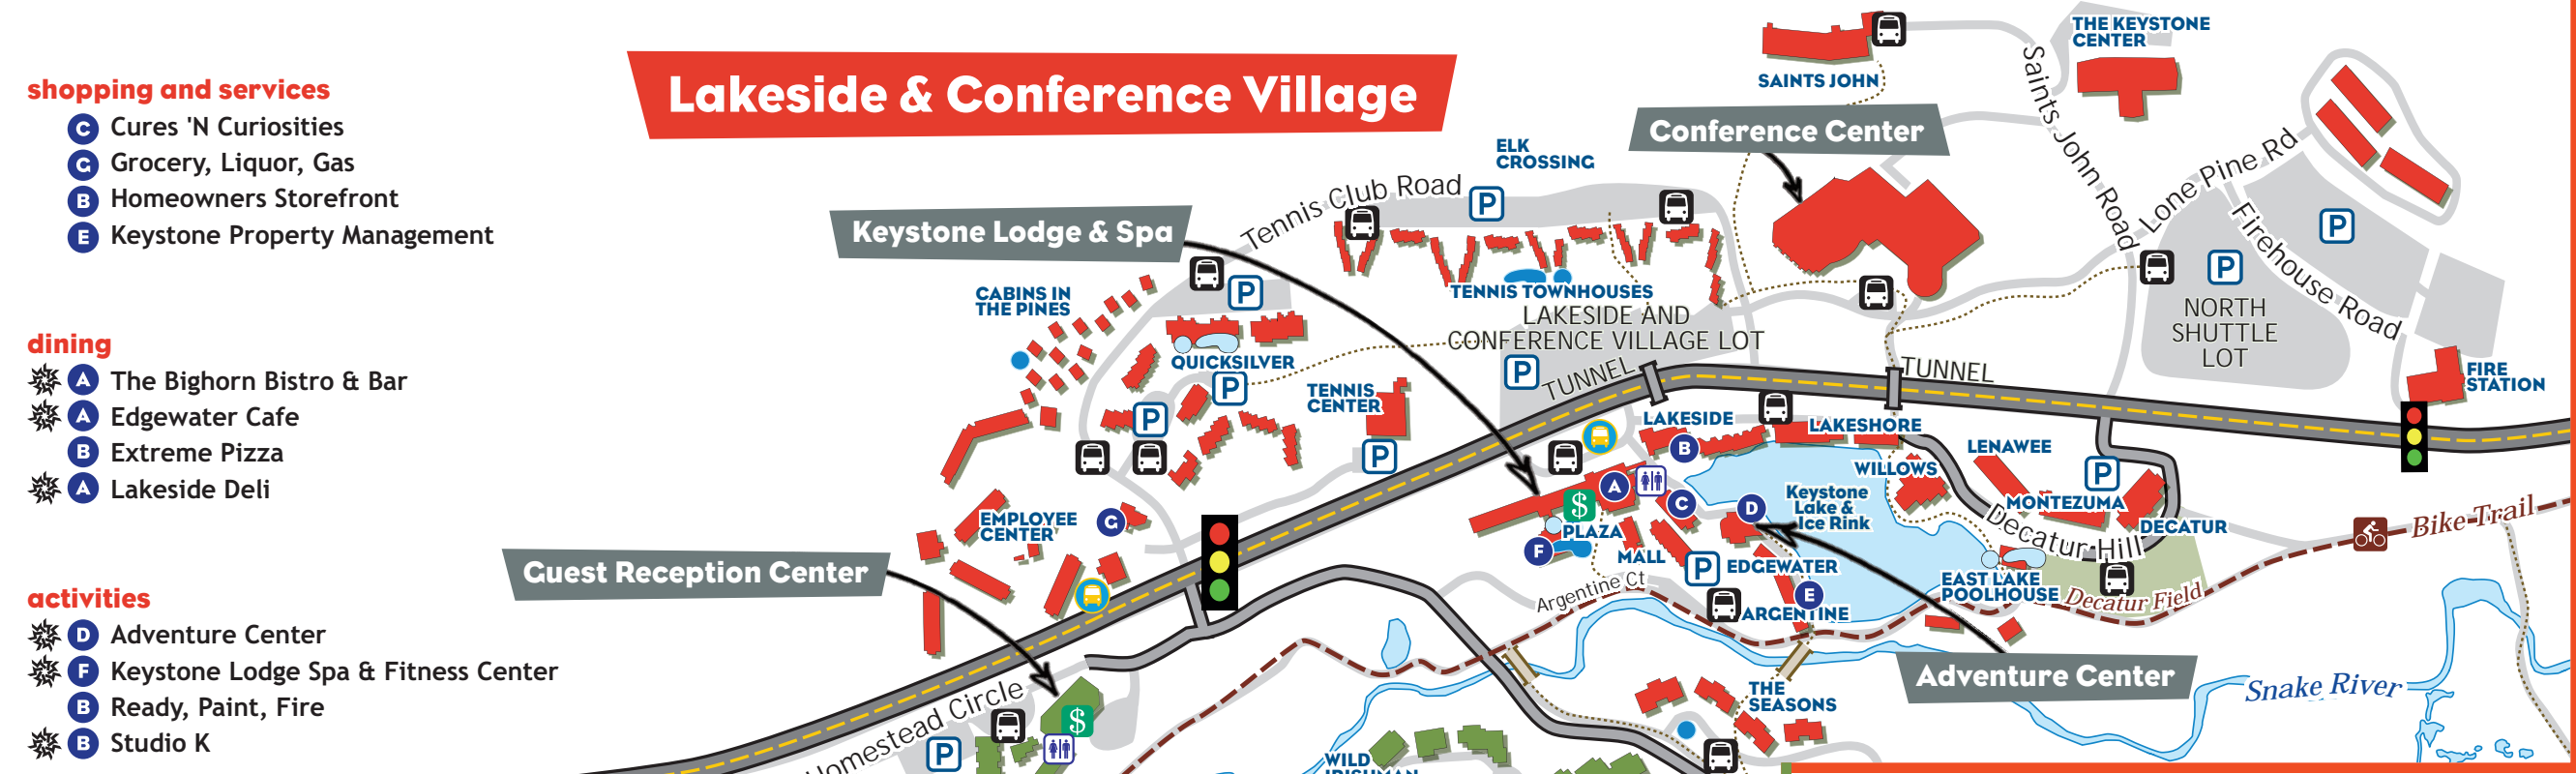 Lakeside & Conference Village
shopping and services
C Cures 'N Curiosities
G Grocery, Liquor, Gas
B Homeowners Storefront
E Keystone Property Management
dining
A The Bighorn Bistro & Bar
A Edgewater Cafe
B Extreme Pizza
A Lakeside Deli
activities
D Adventure Center
F Keystone Lodge Spa & Fitness Center
B Ready, Paint, Fire
B Studio K
SAINTS JOHN
THE KEYSTONE
CENTER
Saints John Road
Conference Center
ELK
CROSSING
Lone Pine Rd
Tennis Club Road
P
Keystone Lodge & Spa
Firehouse Road
P
P
P
CABINS IN
THE PINES
TENNIS TOWNHOUSES
LAKESIDE AND
CONFERENCE VILLAGE LOT
NORTH
SHUTTLE
LOT
QUICKSILVER
P
P
TUNNEL
TUNNEL
FIRE
STATION
TENNIS
CENTER
P
P
LAKESIDE
B
LAKESHORE
LENAWEE
WILLOWS
P
MONTEZUMA
DECATUR
Decatur Hill
Bike Trail
A
$
C
D
Keystone
Lake &
Ice Rink
EMPLOYEE
CENTER
G
PLAZA
F
MALL
P
EDGEWATER
Argentine Ct
E
ARGENTINE
EAST LAKE
POOLHOUSE
Decatur Field
Guest Reception Center
Adventure Center
Snake River
Homestead Circle
$
P
THE
SEASONS
WILD
IRISHMAN